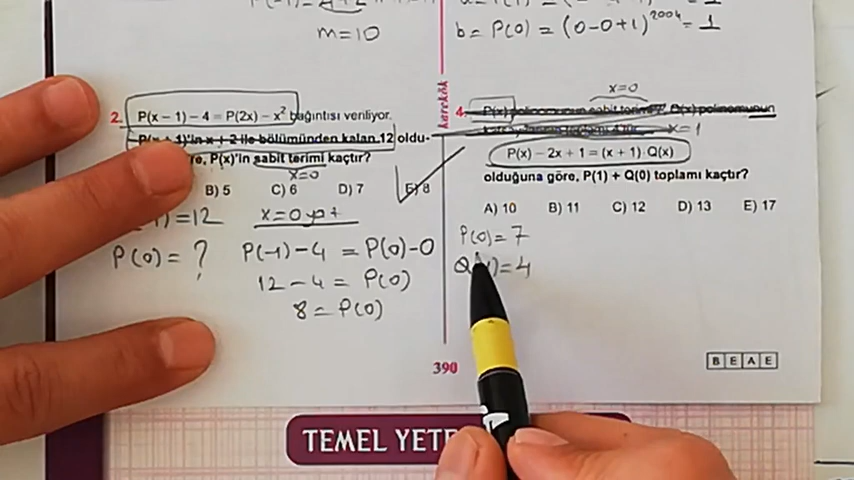 m = 10
b = P(0) = (0-0+1)^2004 = 1
2. P(x − 1) − 4 = P(2x) − x² bağıntısı veriliyor.
x + 2 ile bölümünden kalan 12 oldu-
re, P(x)'in sabit terimi kaçtır?
x=0
B) 5 C) 6 D) 7 E) 8
1) = 12 x=0
P(0) = ? P(-1) - 4 = P(0) - 0
12 - 4 = P(0)
8 = P(0)
karekök
x=0
4. P(x) polinomunun sabit terimi 7, Q(x) polinomunun
x=1
P(x) − 2x + 1 = (x + 1) · Q(x)
olduğuna göre, P(1) + Q(0) toplamı kaçtır?
A) 10 B) 11 C) 12 D) 13 E) 17
P(0) = 7
= 4
390
B E A E
TEMEL YETE